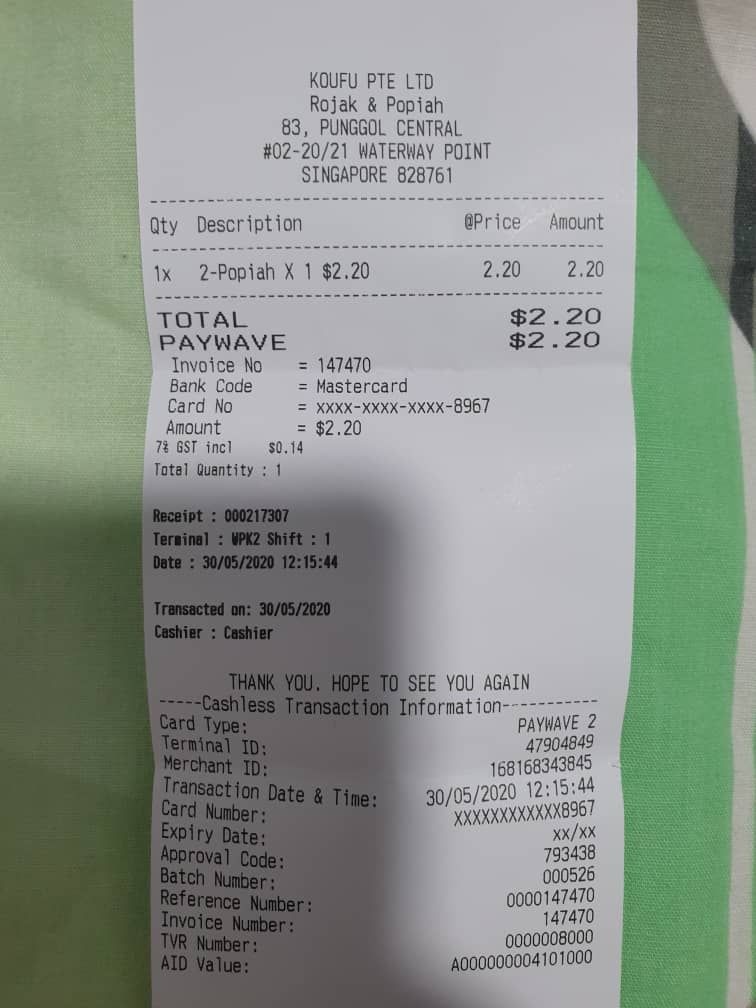 KOUFU PTE LTD
Rojak & Popiah
83, PUNGGOL CENTRAL
#02-20/21 WATERWAY POINT
SINGAPORE 828761
Qty Description @Price Amount
1x 2-Popiah X 1 $2.20 2.20 2.20
TOTAL $2.20
PAYWAVE $2.20
Invoice No = 147470
Bank Code = Mastercard
Card No = xxxx-xxxx-xxxx-8967
Amount = $2.20
7% GST incl $0.14
Total Quantity : 1
Receipt : 000217307
Terminal : WPK2 Shift : 1
Date : 30/05/2020 12:15:44
Transacted on: 30/05/2020
Cashier : Cashier
THANK YOU. HOPE TO SEE YOU AGAIN
-----Cashless Transaction Information-----------
Card Type: PAYWAVE 2
Terminal ID: 47904849
Merchant ID: 168168343845
Transaction Date & Time: 30/05/2020 12:15:44
Card Number: XXXXXXXXXXXX8967
Expiry Date: xx/xx
Approval Code: 793438
Batch Number: 000526
Reference Number: 0000147470
Invoice Number: 147470
TVR Number: 0000008000
AID Value: A000000004101000